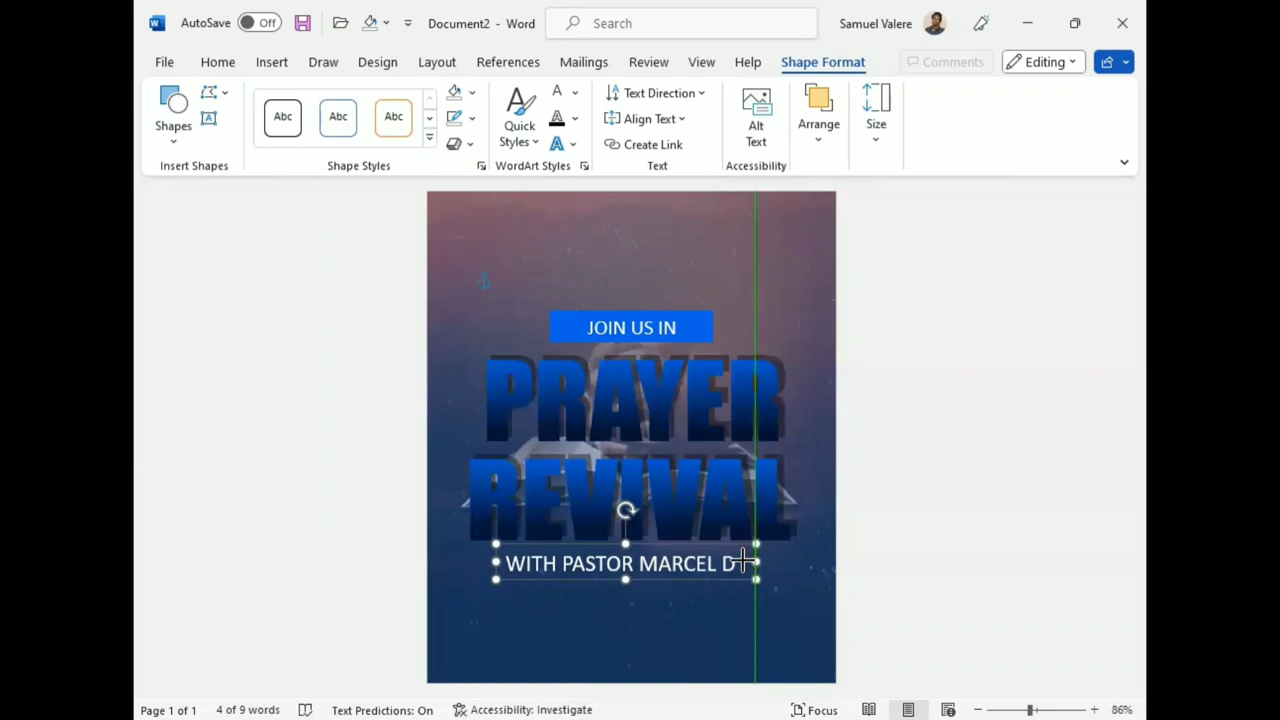 AutoSave Off Document2 - Word Search Samuel Valere
File Home Insert Draw Design Layout References Mailings Review View Help Shape Format Comments Editing
Shapes Abc Abc Abc Quick Styles A Text Direction Align Text Create Link Alt Text Arrange Size
Insert Shapes Shape Styles WordArt Styles Text Accessibility
JOIN US IN
PRAYER
REVIVAL
WITH PASTOR MARCEL D
Page 1 of 1 4 of 9 words Text Predictions: On Accessibility: Investigate Focus 86%